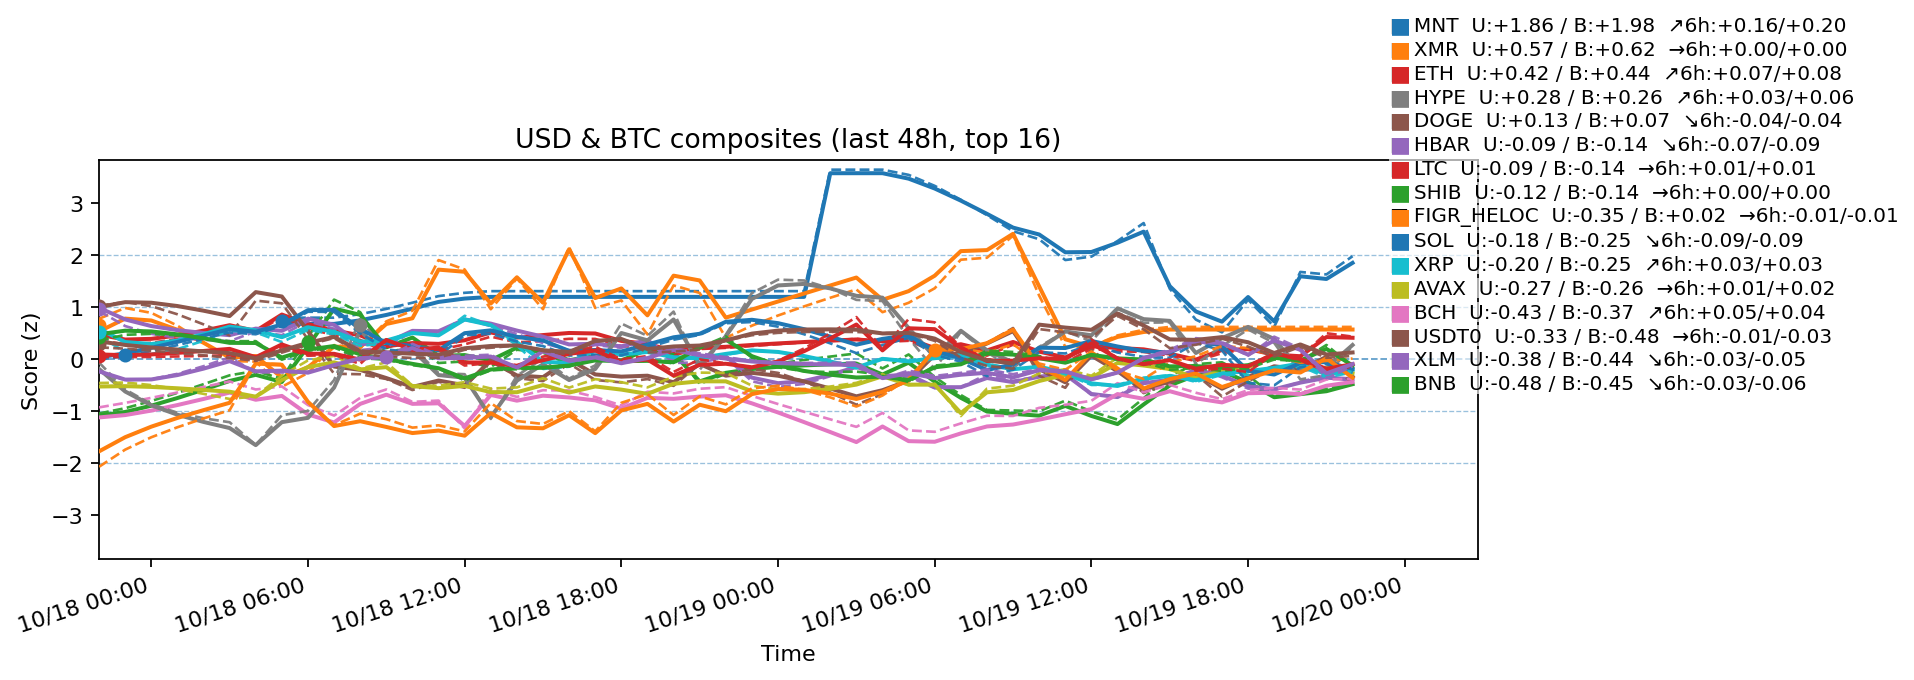 MNT U:+1.86 / B:+1.98 ↗6h:+0.16/+0.20
XMR U:+0.57 / B:+0.62 →6h:+0.00/+0.00
ETH U:+0.42 / B:+0.44 ↗6h:+0.07/+0.08
HYPE U:+0.28 / B:+0.26 ↗6h:+0.03/+0.06
DOGE U:+0.13 / B:+0.07 ↘6h:-0.04/-0.04
HBAR U:-0.09 / B:-0.14 ↘6h:-0.07/-0.09
LTC U:-0.09 / B:-0.14 →6h:+0.01/+0.01
SHIB U:-0.12 / B:-0.14 →6h:+0.00/+0.00
FIGR_HELOC U:-0.35 / B:+0.02 →6h:-0.01/-0.01
SOL U:-0.18 / B:-0.25 ↘6h:-0.09/-0.09
XRP U:-0.20 / B:-0.25 ↗6h:+0.03/+0.03
AVAX U:-0.27 / B:-0.26 →6h:+0.01/+0.02
BCH U:-0.43 / B:-0.37 ↗6h:+0.05/+0.04
USDT0 U:-0.33 / B:-0.48 →6h:-0.01/-0.03
XLM U:-0.38 / B:-0.44 ↘6h:-0.03/-0.05
BNB U:-0.48 / B:-0.45 ↘6h:-0.03/-0.06
USD & BTC composites (last 48h, top 16)
Score (z)
3
2
1
0
−1
−2
−3
10/18 00:00
10/18 06:00
10/18 12:00
10/18 18:00
10/19 00:00
10/19 06:00
10/19 12:00
10/19 18:00
10/20 00:00
Time